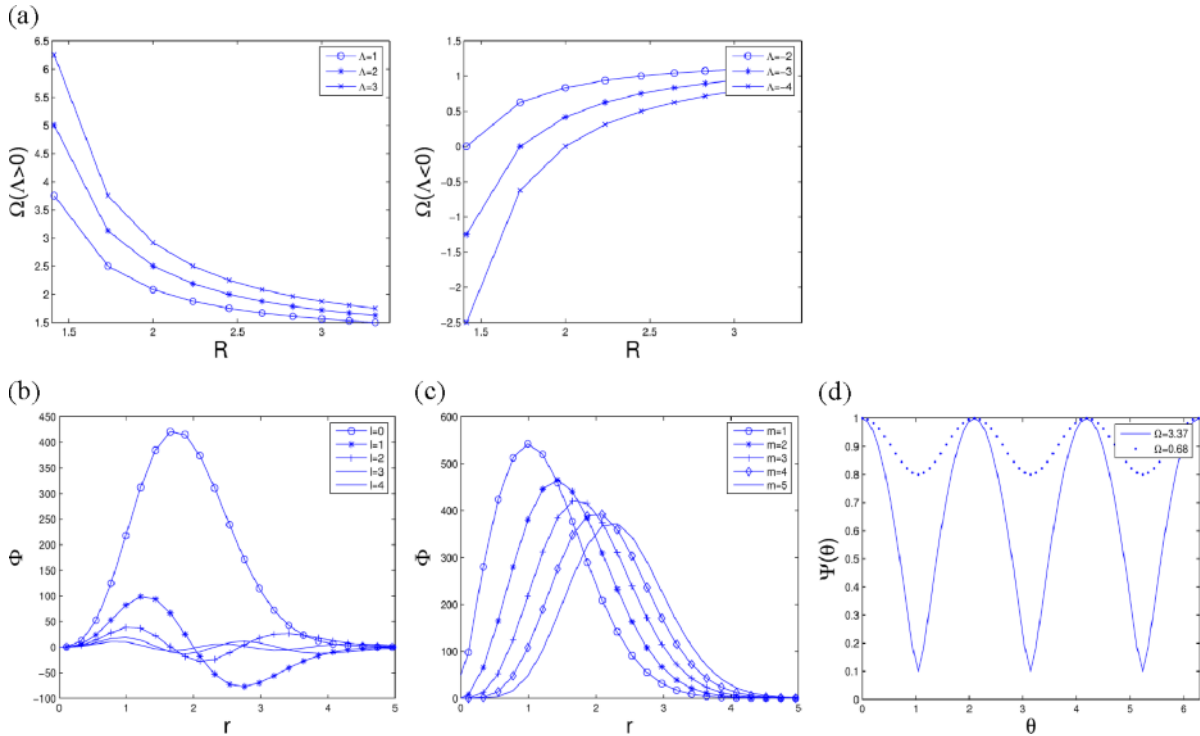 (a)
6.5
6
5.5
5
4.5
4
3.5
3
2.5
2
1.5
1.5 2 2.5 3
Ω(Λ>0)
R
Λ=1
Λ=2
Λ=3
1.5
1
0.5
0
−0.5
−1
−1.5
−2
−2.5
1.5 2 2.5 3
Ω(Λ<0)
R
Λ=−2
Λ=−3
Λ=−4
(b)
450
400
350
300
250
200
150
100
50
0
−50
−100
0 1 2 3 4 5
Φ
r
l=0
l=1
l=2
l=3
l=4
(c)
600
500
400
300
200
100
0
0 1 2 3 4 5
Φ
r
m=1
m=2
m=3
m=4
m=5
(d)
1
0.9
0.8
0.7
0.6
0.5
0.4
0.3
0.2
0.1
0
0 1 2 3 4 5 6
Ψ(θ)
θ
Ω=3.37
Ω=0.68